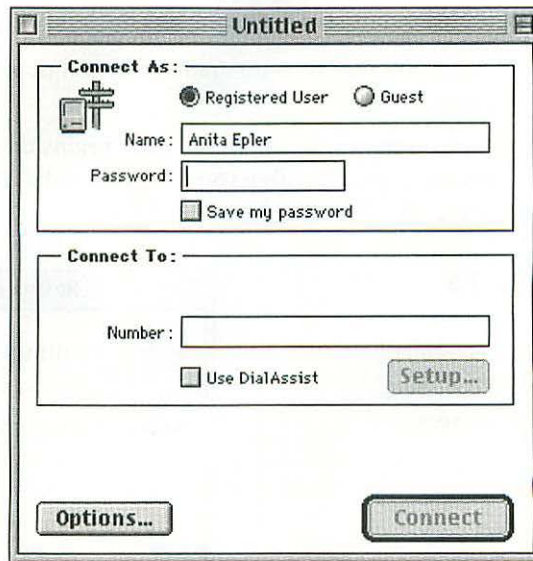 Untitled
Connect As:
Registered User Guest
Name: Anita Epler
Password:
Save my password
Connect To:
Number:
Use DialAssist Setup...
Options... Connect